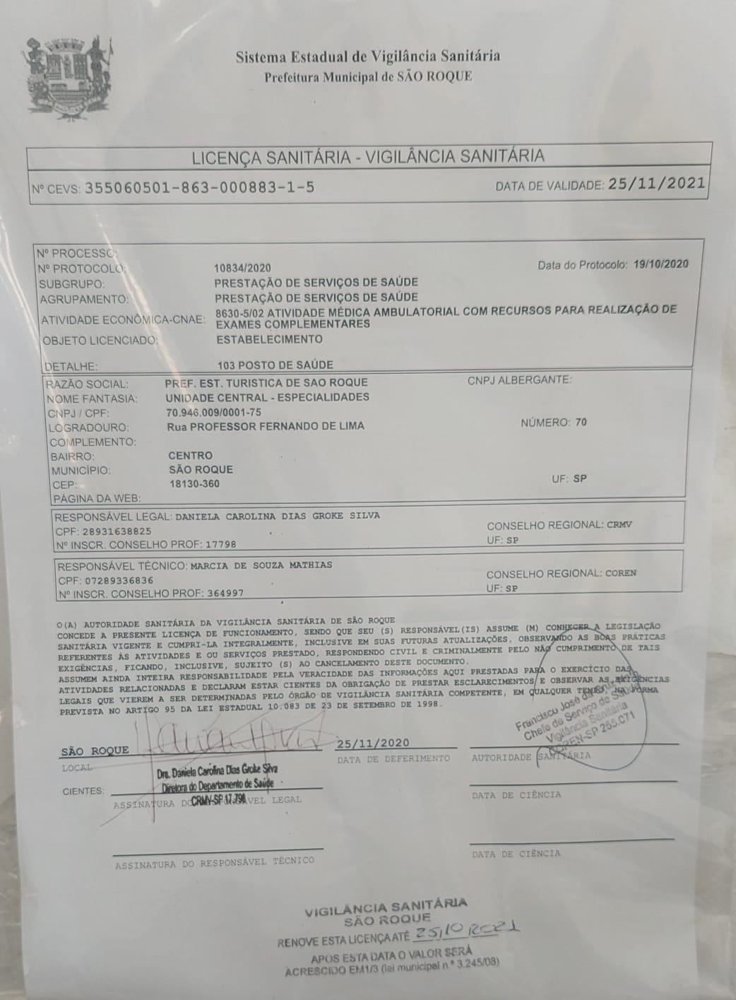 Sistema Estadual de Vigilância Sanitária
Prefeitura Municipal de SÃO ROQUE
LICENÇA SANITÁRIA - VIGILÂNCIA SANITÁRIA
Nº CEVS: 355060501-863-000883-1-5 DATA DE VALIDADE: 25/11/2021
Nº PROCESSO:
Nº PROTOCOLO: 10834/2020 Data do Protocolo: 19/10/2020
SUBGRUPO: PRESTAÇÃO DE SERVIÇOS DE SAÚDE
AGRUPAMENTO: PRESTAÇÃO DE SERVIÇOS DE SAÚDE
ATIVIDADE ECONÔMICA-CNAE: 8630-5/02 ATIVIDADE MÉDICA AMBULATORIAL COM RECURSOS PARA REALIZAÇÃO DE
EXAMES COMPLEMENTARES
OBJETO LICENCIADO: ESTABELECIMENTO
DETALHE: 103 POSTO DE SAÚDE
RAZÃO SOCIAL: PREF. EST. TURISTICA DE SAO ROQUE CNPJ ALBERGANTE:
NOME FANTASIA: UNIDADE CENTRAL - ESPECIALIDADES
CNPJ / CPF: 70.946.009/0001-75
LOGRADOURO: Rua PROFESSOR FERNANDO DE LIMA NÚMERO: 70
COMPLEMENTO:
BAIRRO: CENTRO
MUNICÍPIO: SÃO ROQUE
CEP: 18130-360 UF: SP
PÁGINA DA WEB:
RESPONSÁVEL LEGAL: DANIELA CAROLINA DIAS GROKE SILVA
CPF: 28931638825 CONSELHO REGIONAL: CRMV
Nº INSCR. CONSELHO PROF: 17798 UF: SP
RESPONSÁVEL TÉCNICO: MARCIA DE SOUZA MATHIAS
CPF: 07289336836 CONSELHO REGIONAL: COREN
Nº INSCR. CONSELHO PROF: 364997 UF: SP
O(A) AUTORIDADE SANITÁRIA DA VIGILÂNCIA SANITÁRIA DE SÃO ROQUE
CONCEDE A PRESENTE LICENÇA DE FUNCIONAMENTO, SENDO QUE SEU (S) RESPONSÁVEL(IS) ASSUME (M) CONHECER A LEGISLAÇÃO
SANITÁRIA VIGENTE E CUMPRI-LA INTEGRALMENTE, INCLUSIVE EM SUAS FUTURAS ATUALIZAÇÕES, OBSERVANDO AS BOAS PRÁTICAS
REFERENTES ÀS ATIVIDADES E OU SERVIÇOS PRESTADO, RESPONDENDO CIVIL E CRIMINALMENTE PELO NÃO CUMPRIMENTO DE TAIS
EXIGÊNCIAS, FICANDO, INCLUSIVE, SUJEITO (S) AO CANCELAMENTO DESTE DOCUMENTO.
ASSUMEM AINDA INTEIRA RESPONSABILIDADE PELA VERACIDADE DAS INFORMAÇÕES AQUI PRESTADAS PARA O EXERCÍCIO DAS
ATIVIDADES RELACIONADAS E DECLARAM ESTAR CIENTES DA OBRIGAÇÃO DE PRESTAR ESCLARECIMENTOS E OBSERVAR AS EXIGÊNCIAS
LEGAIS QUE VIEREM A SER DETERMINADAS PELO ÓRGÃO DE VIGILÂNCIA SANITÁRIA COMPETENTE, EM QUALQUER TEMPO, NA FORMA
PREVISTA NO ARTIGO 95 DA LEI ESTADUAL 10.083 DE 23 DE SETEMBRO DE 1998.
Francisco José da
Chefe de Serviço de Saúde
Vigilância Sanitária
COREN-SP 255.071
SÃO ROQUE 25/11/2020
LOCAL DATA DE DEFERIMENTO AUTORIDADE SANITÁRIA
Dra. Daniela Carolina Dias Groke Silva
Diretora do Departamento de Saúde
CRMV-SP 17.798
CIENTES:
ASSINATURA DO RESPONSÁVEL LEGAL DATA DE CIÊNCIA
ASSINATURA DO RESPONSÁVEL TÉCNICO DATA DE CIÊNCIA
VIGILÂNCIA SANITÁRIA
SÃO ROQUE
RENOVE ESTA LICENÇA ATÉ 25/10/2021
APOS ESTA DATA O VALOR SERÁ
ACRESCIDO EM 1/3 (lei municipal n.º 3.245/08)